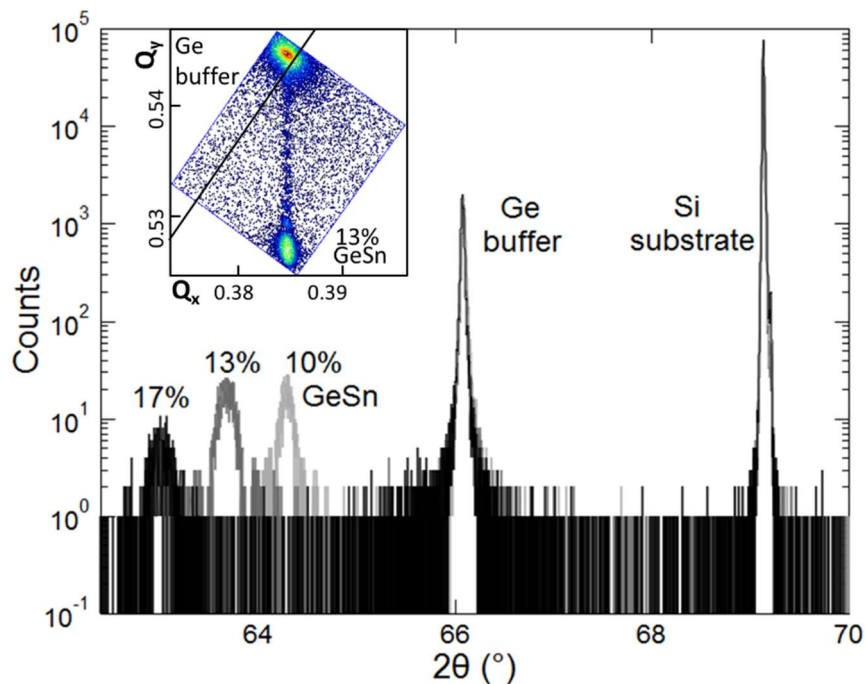 10^5
10^4
10^3
10^2
10^1
10^0
10^-1
Counts
Q_y
Ge
buffer
0.54
0.53
13%
GeSn
Q_x
0.38
0.39
Ge
buffer
Si
substrate
17%
13%
10%
GeSn
64
66
68
70
2θ (°)